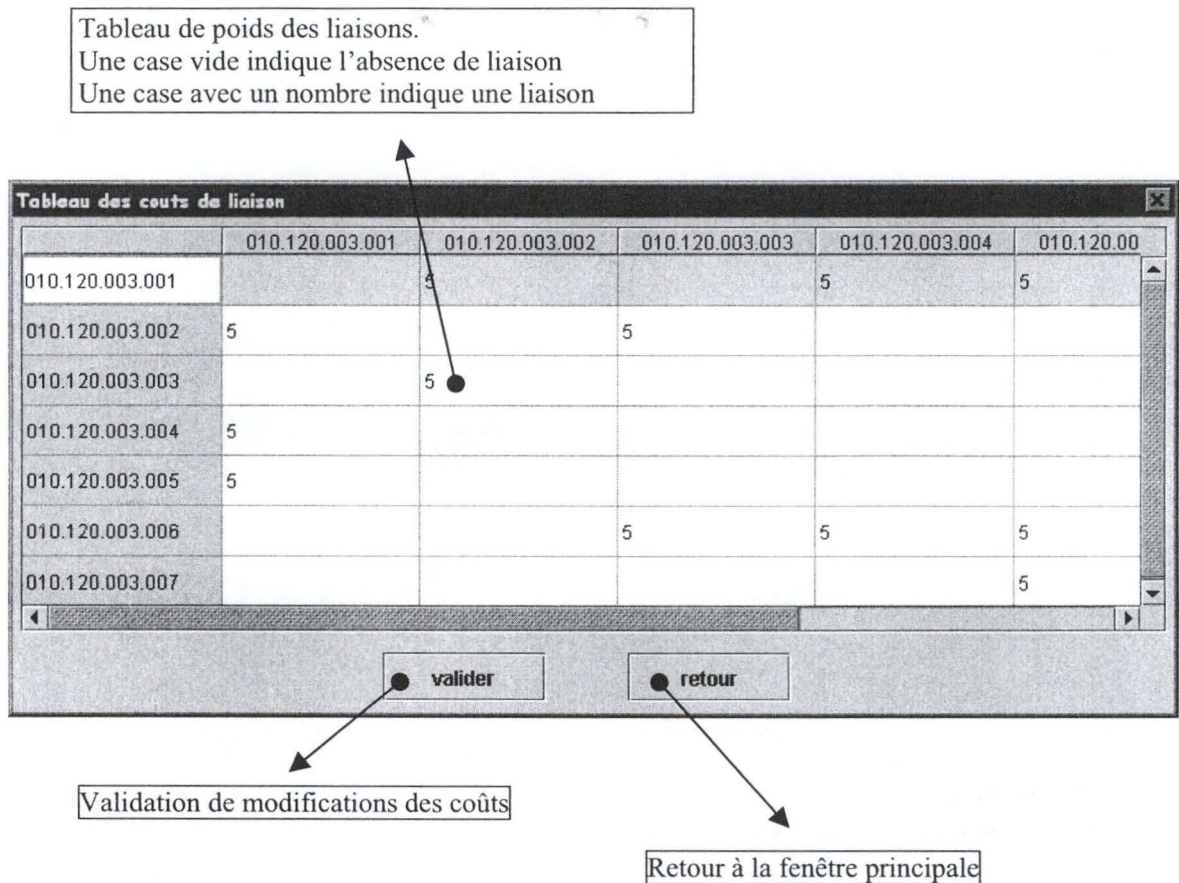 Tableau de poids des liaisons.
Une case vide indique l'absence de liaison
Une case avec un nombre indique une liaison
Tableau des couts de liaison
010.120.003.001 010.120.003.002 010.120.003.003 010.120.003.004 010.120.00
010.120.003.001 5 5 5
010.120.003.002 5 5
010.120.003.003 5
010.120.003.004 5
010.120.003.005 5
010.120.003.006 5 5 5
010.120.003.007 5
valider retour
Validation de modifications des coûts
Retour à la fenêtre principale